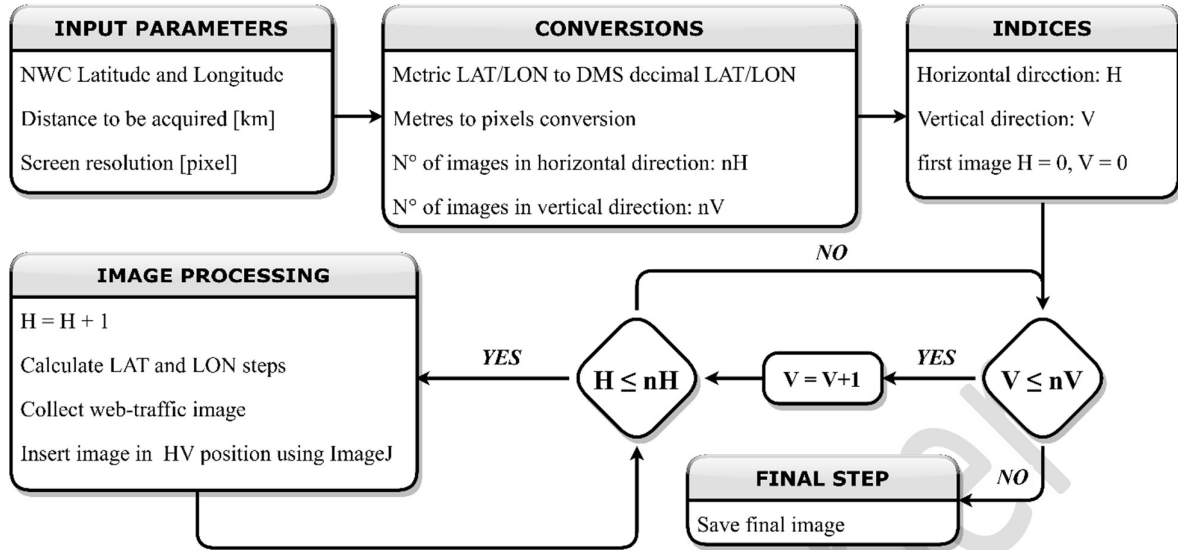 INPUT PARAMETERS
NWC Latitude and Longitude
Distance to be acquired [km]
Screen resolution [pixel]
CONVERSIONS
Metric LAT/LON to DMS decimal LAT/LON
Metres to pixels conversion
N° of images in horizontal direction: nH
N° of images in vertical direction: nV
INDICES
Horizontal direction: H
Vertical direction: V
first image H = 0, V = 0
NO
IMAGE PROCESSING
H = H + 1
Calculate LAT and LON steps
Collect web-traffic image
Insert image in HV position using ImageJ
YES
H ≤ nH
V = V+1
YES
V ≤ nV
NO
FINAL STEP
Save final image